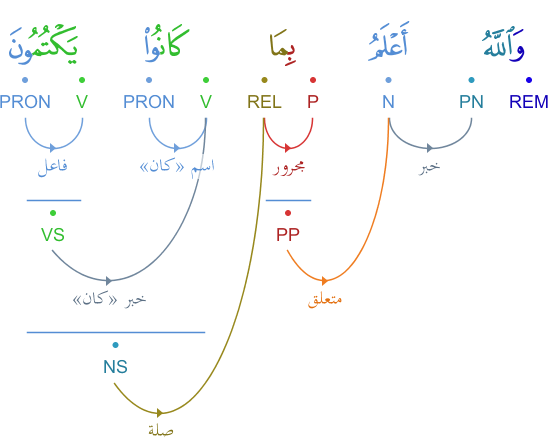 وَٱللَّهُ أَعْلَمُ بِمَا كَانُوا۟ يَكْتُمُونَ
REM PN N P REL V PRON V PRON
خبر مجرور اسم «كان» فاعل
PP VS
متعلق خبر «كان»
NS
صلة